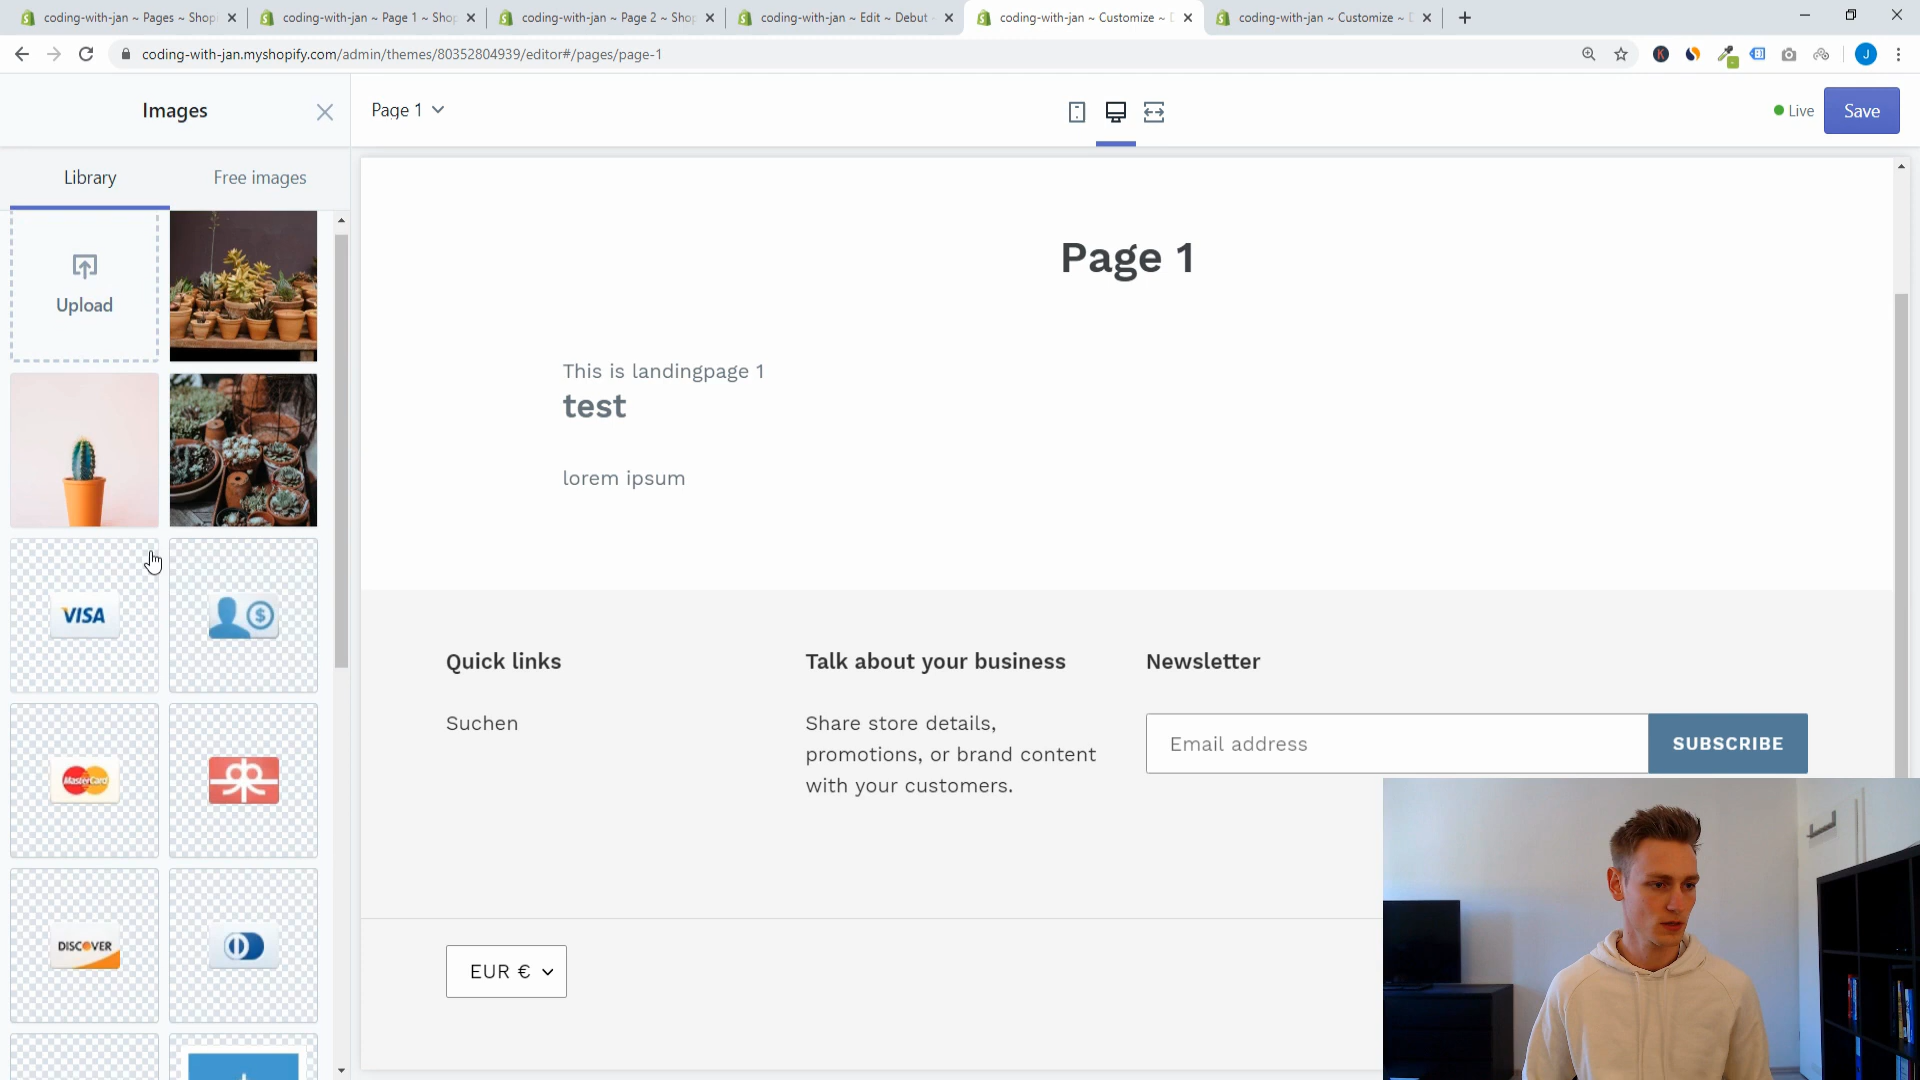 coding-with-jan ~ Pages ~ Shop
coding-with-jan ~ Page 1 ~ Shop
coding-with-jan ~ Page 2 ~ Shop
coding-with-jan ~ Edit ~ Debut
coding-with-jan ~ Customize ~ D
coding-with-jan ~ Customize ~ D
coding-with-jan.myshopify.com/admin/themes/80352804939/editor#/pages/page-1
J
Images
Page 1
Live
Save
Library
Free images
Upload
VISA
MasterCard
DISCOVER
Page 1
This is landingpage 1
test
lorem ipsum
Quick links
Suchen
Talk about your business
Share store details,
promotions, or brand content
with your customers.
Newsletter
Email address
SUBSCRIBE
EUR €